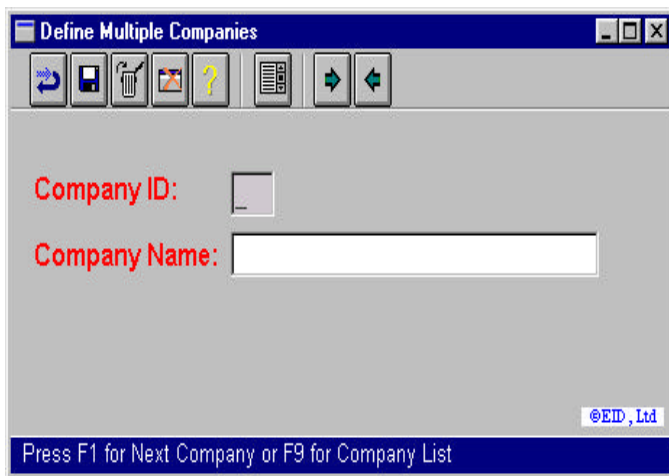 Define Multiple Companies
?
Company ID: _
Company Name:
©EID, Ltd
Press F1 for Next Company or F9 for Company List